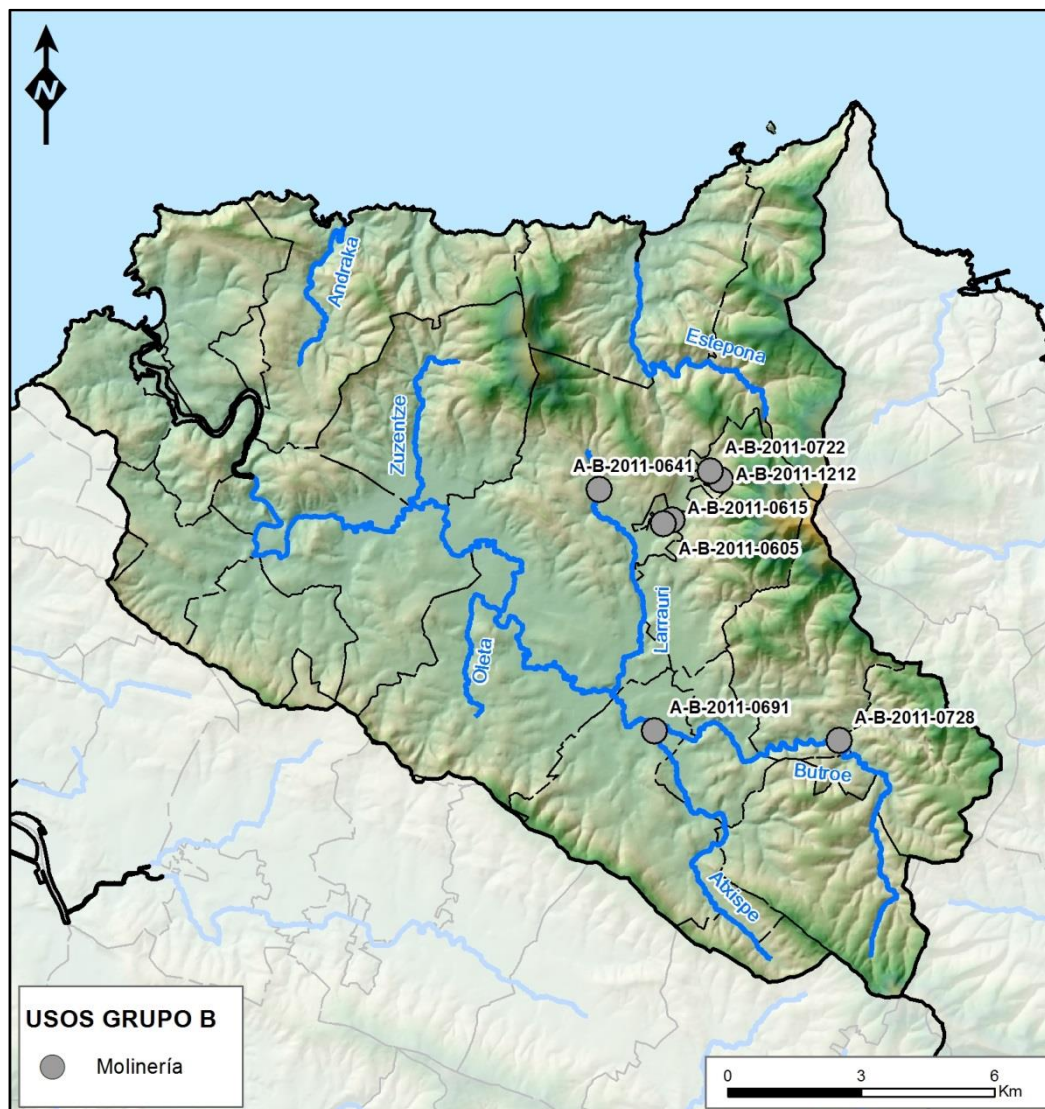 N
Andraka
Estepona
Zuzentze
A-B-2011-0722
A-B-2011-0641
A-B-2011-1212
A-B-2011-0615
A-B-2011-0605
Larrauri
Oleta
A-B-2011-0691
A-B-2011-0728
Butroe
Atxispe
USOS GRUPO B
Molinería
0 3 6
Km